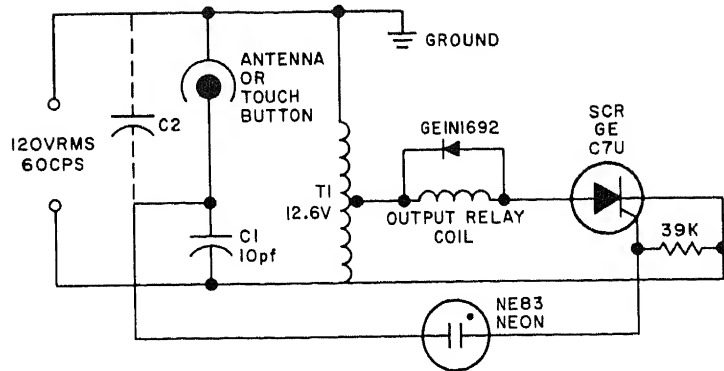 GROUND
ANTENNA
OR
TOUCH
BUTTON
C2
120VRMS
60CPS
GEIN1692
SCR
GE
C7U
T1
12.6V
OUTPUT RELAY
COIL
39K
C1
10pf
NE83
NEON